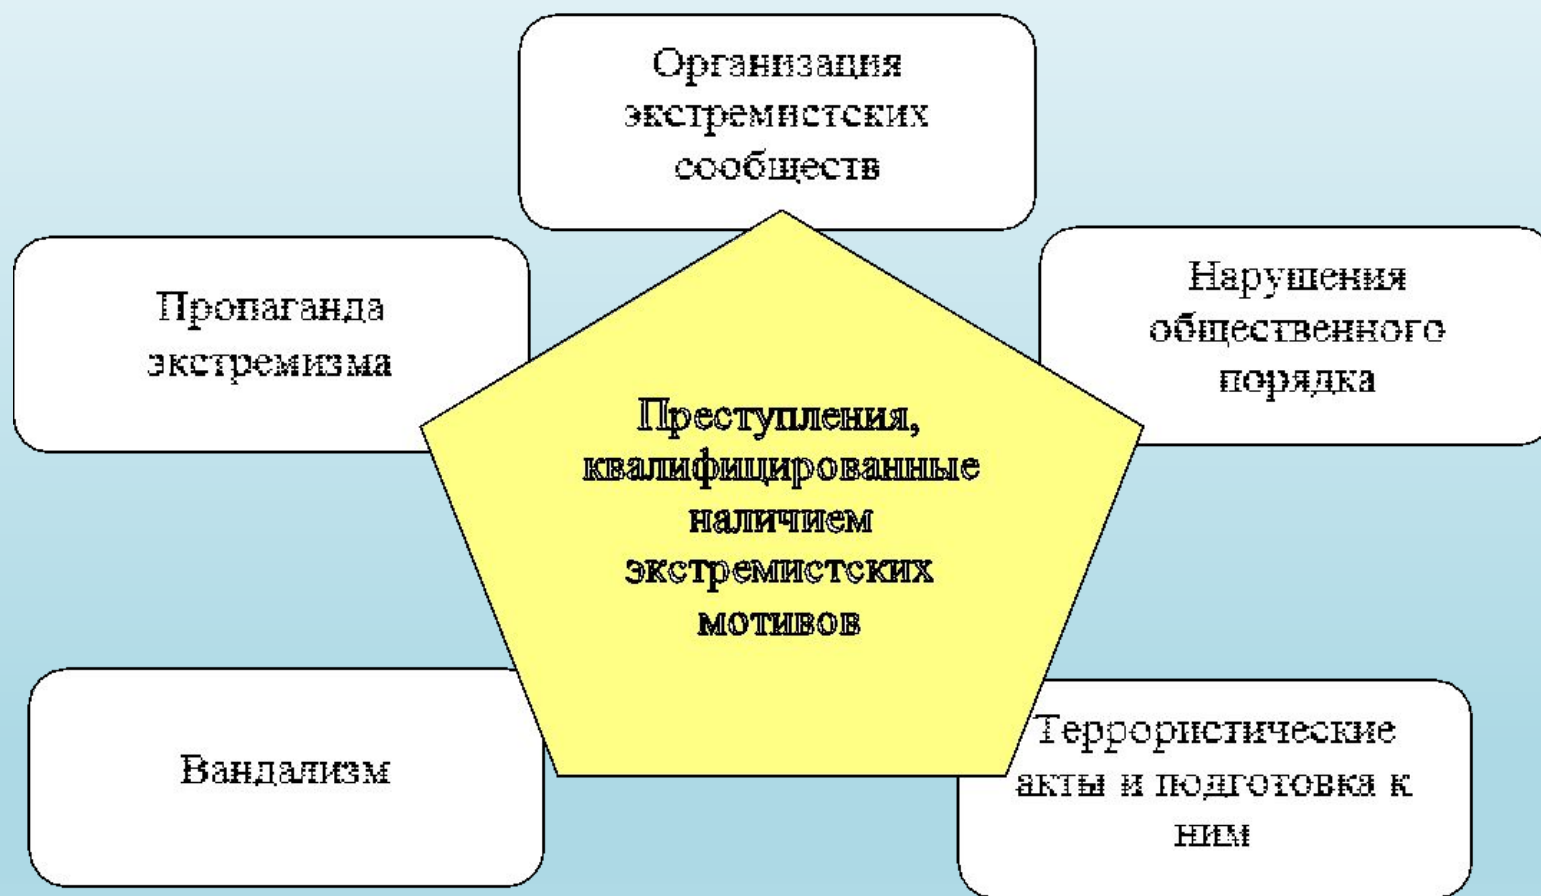 Организация
экстремистских
сообществ
Пропаганда
экстремизма
Нарушения
общественного
порядка
Преступления,
квалифицированные
наличием
экстремистских
мотивов
Вандализм
Террористические
акты и подготовка к
ним